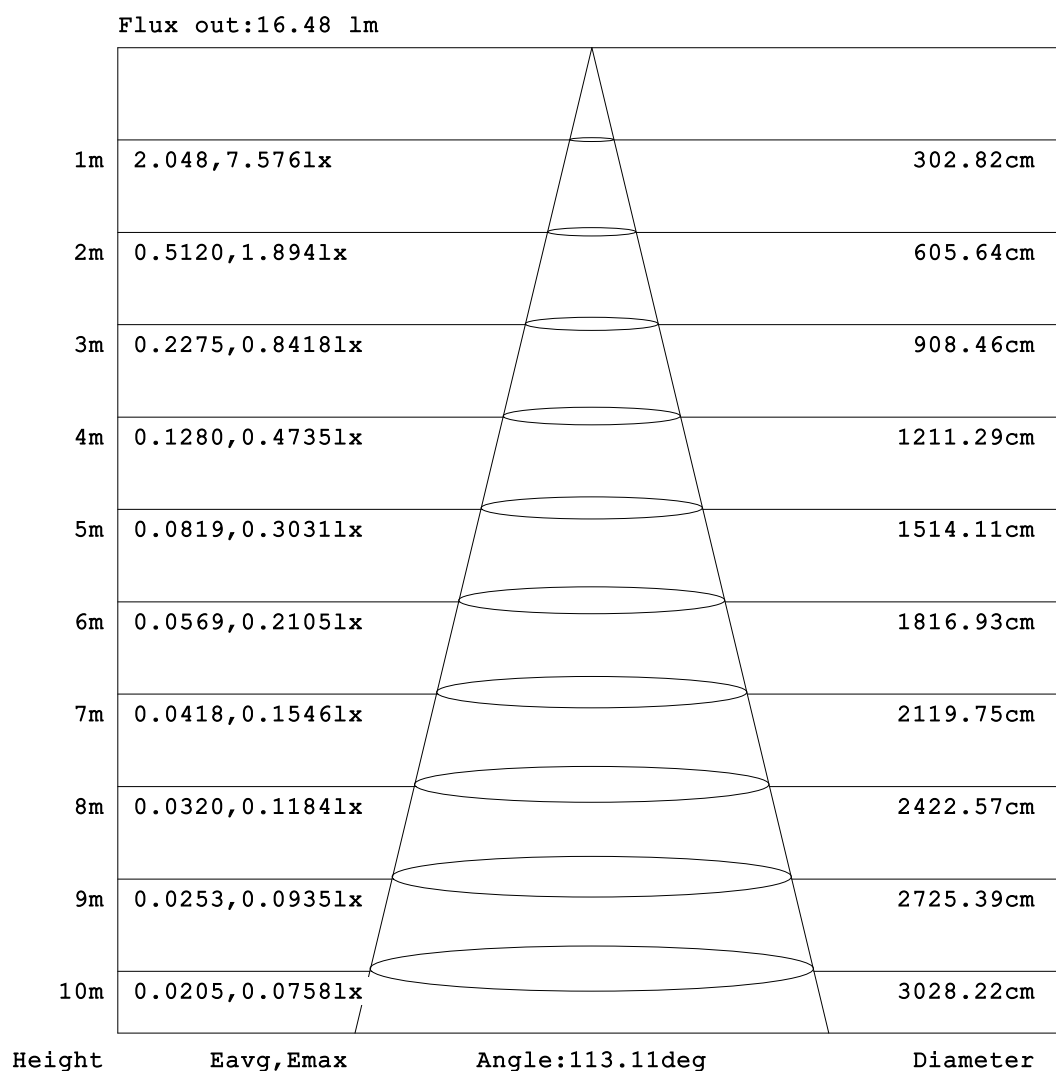 Flux out:16.48 lm
1m 2.048,7.576lx 302.82cm
2m 0.5120,1.894lx 605.64cm
3m 0.2275,0.8418lx 908.46cm
4m 0.1280,0.4735lx 1211.29cm
5m 0.0819,0.3031lx 1514.11cm
6m 0.0569,0.2105lx 1816.93cm
7m 0.0418,0.1546lx 2119.75cm
8m 0.0320,0.1184lx 2422.57cm
9m 0.0253,0.0935lx 2725.39cm
10m 0.0205,0.0758lx 3028.22cm
Height Eavg,Emax Angle:113.11deg Diameter